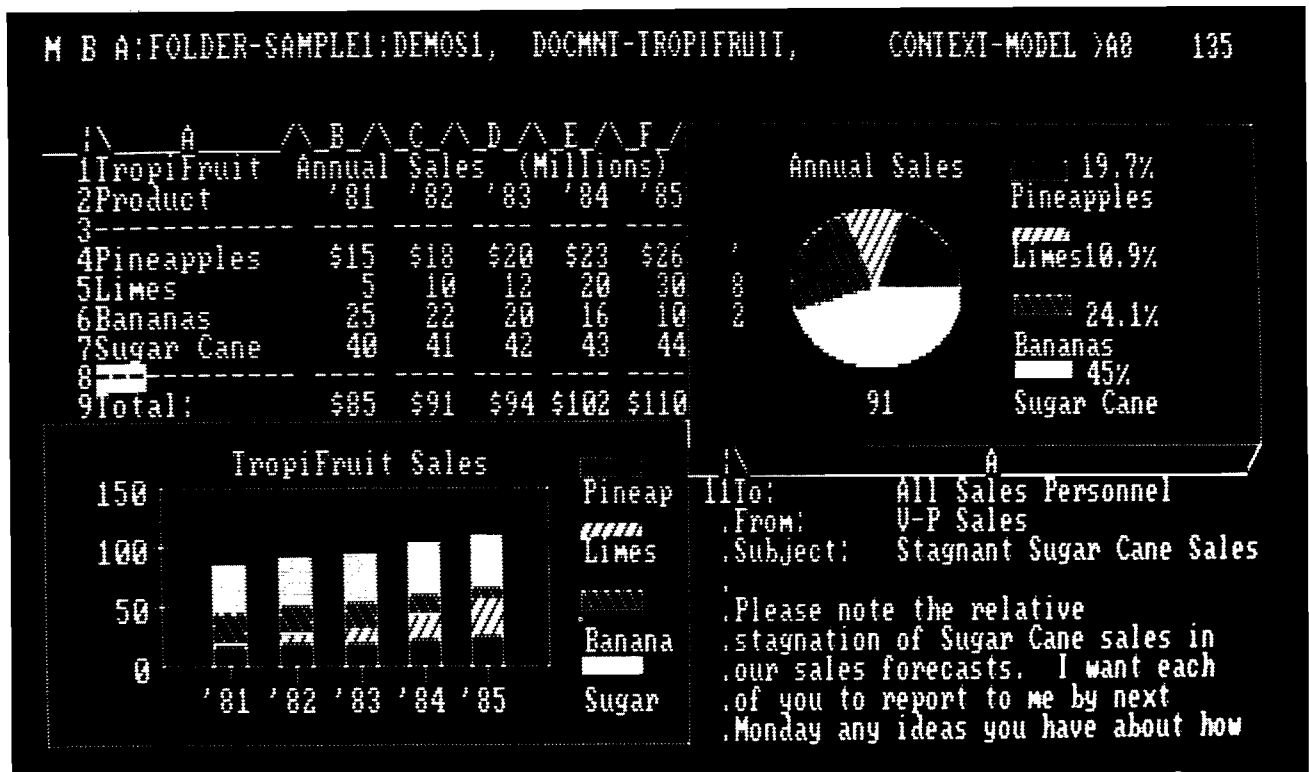 M B A:FOLDER-SAMPLE1:DEMOS1, DOCMNT-TROPIFRUIT, CONTEXT-MODEL >A8 135
A B C D E F
1TropiFruit Annual Sales (Millions)
2Product '81 '82 '83 '84 '85
3------------- ---- ---- ---- ---- ----
4Pineapples $15 $18 $20 $23 $26
5Limes 5 10 12 20 30
6Bananas 25 22 20 16 10
7Sugar Cane 40 41 42 43 44
8------------- ---- ---- ---- ---- ----
9Total: $85 $91 $94 $102 $110
8
2
Annual Sales
19.7%
Pineapples
Limes10.9%
24.1%
Bananas
45%
Sugar Cane
91
TropiFruit Sales
150
100
50
0
'81 '82 '83 '84 '85
Pineap
Limes
Banana
Sugar
A
11To: All Sales Personnel
.From: V-P Sales
.Subject: Stagnant Sugar Cane Sales
.
.Please note the relative
.stagnation of Sugar Cane sales in
.our sales forecasts. I want each
.of you to report to me by next
.Monday any ideas you have about how